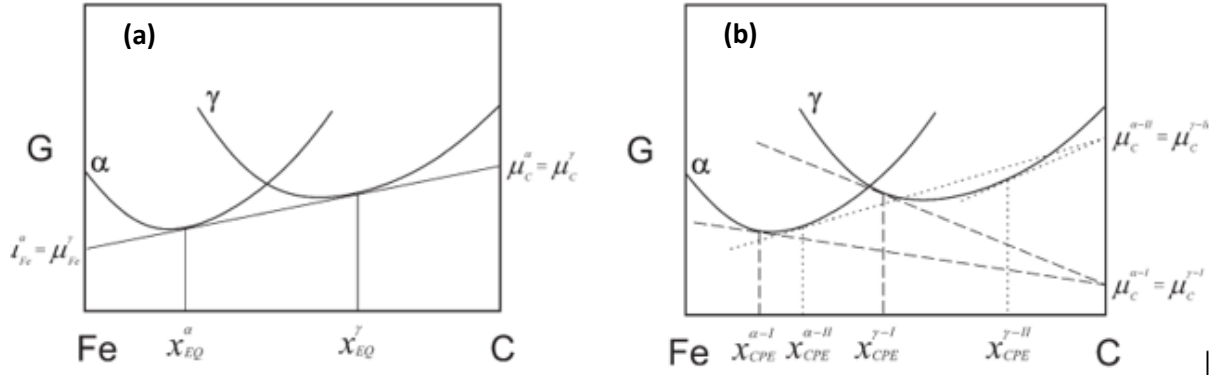 (a)
γ
G
α
μ_C^α = μ_C^γ
μ_Fe^α = μ_Fe^γ
Fe x_EQ^α x_EQ^γ C
(b)
γ
G
α
μ_C^{α-II} = μ_C^{γ-II}
μ_C^{α-I} = μ_C^{γ-I}
Fe x_CPE^{α-I} x_CPE^{α-II} x_CPE^{γ-I} x_CPE^{γ-II} C